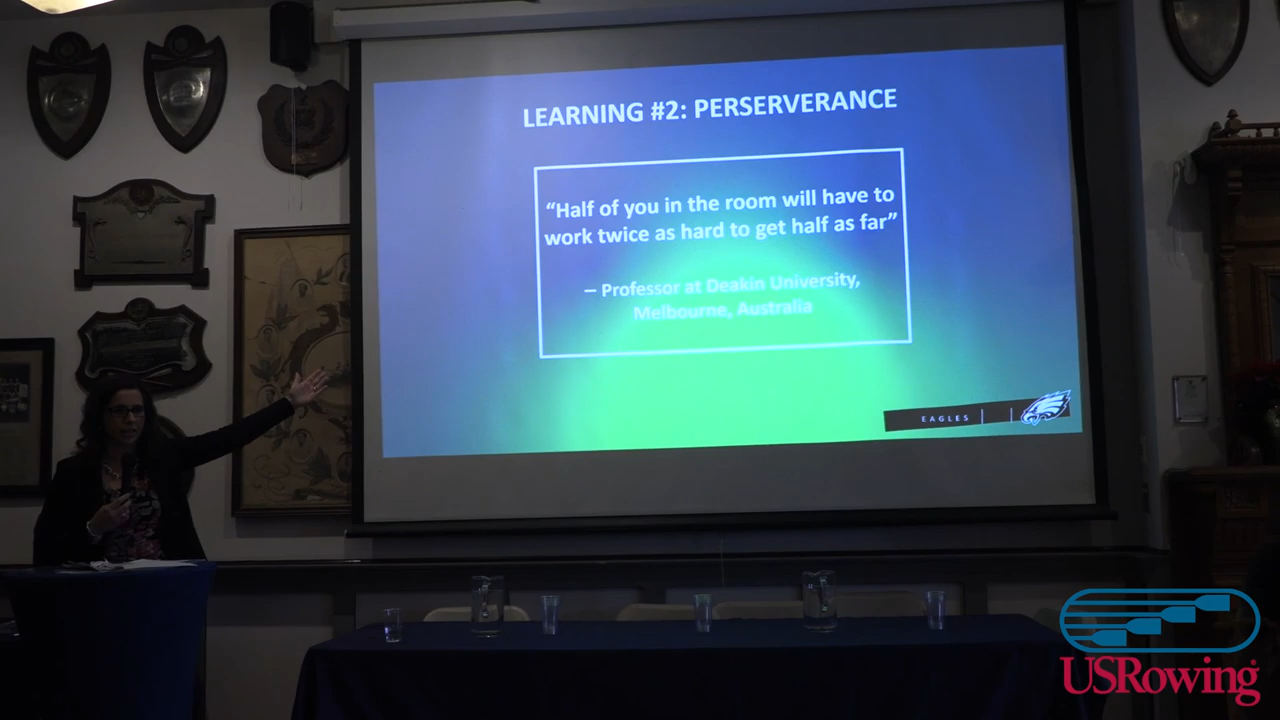 LEARNING #2: PERSERVERANCE
“Half of you in the room will have to
work twice as hard to get half as far”
– Professor at Deakin University,
Melbourne, Australia
EAGLES
USRowing